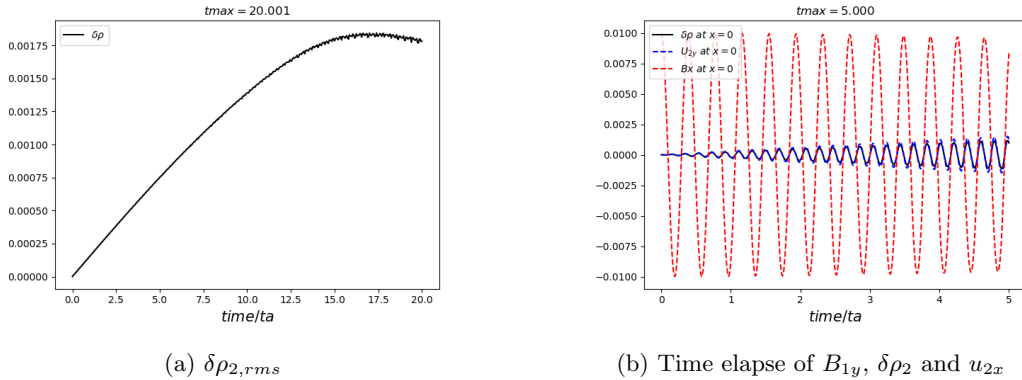 tmax = 20.001
δρ
0.00175
0.00150
0.00125
0.00100
0.00075
0.00050
0.00025
0.00000
0.0 2.5 5.0 7.5 10.0 12.5 15.0 17.5 20.0
time/ta
(a) δρ2,rms
tmax = 5.000
δρ at x = 0
U2y at x = 0
Bx at x = 0
0.0100
0.0075
0.0050
0.0025
0.0000
−0.0025
−0.0050
−0.0075
−0.0100
0 1 2 3 4 5
time/ta
(b) Time elapse of B1y, δρ2 and u2x